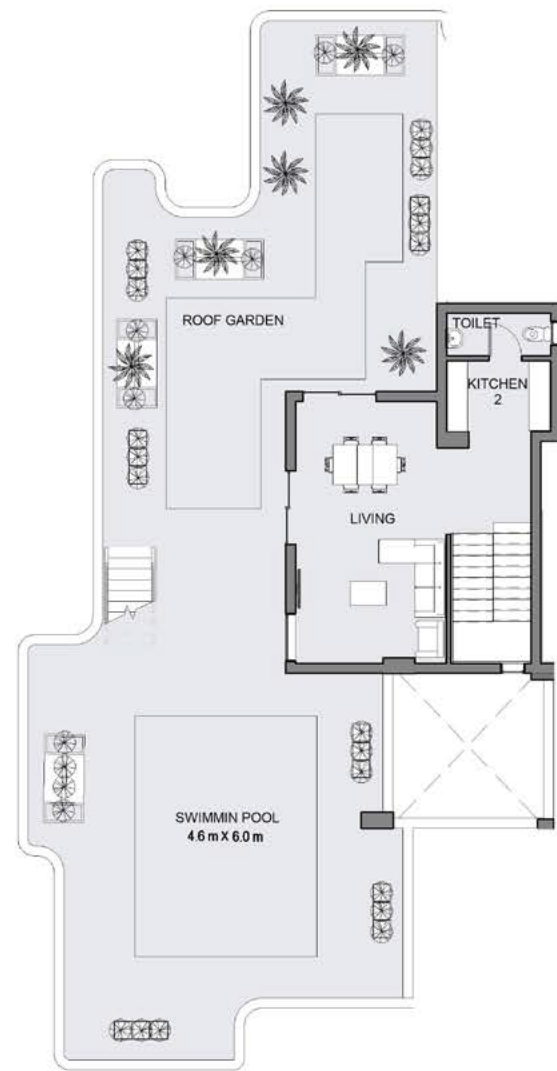 ROOF GARDEN
TOILET
KITCHEN
2
LIVING
SWIMMIN POOL
4.6 m X 6.0 m